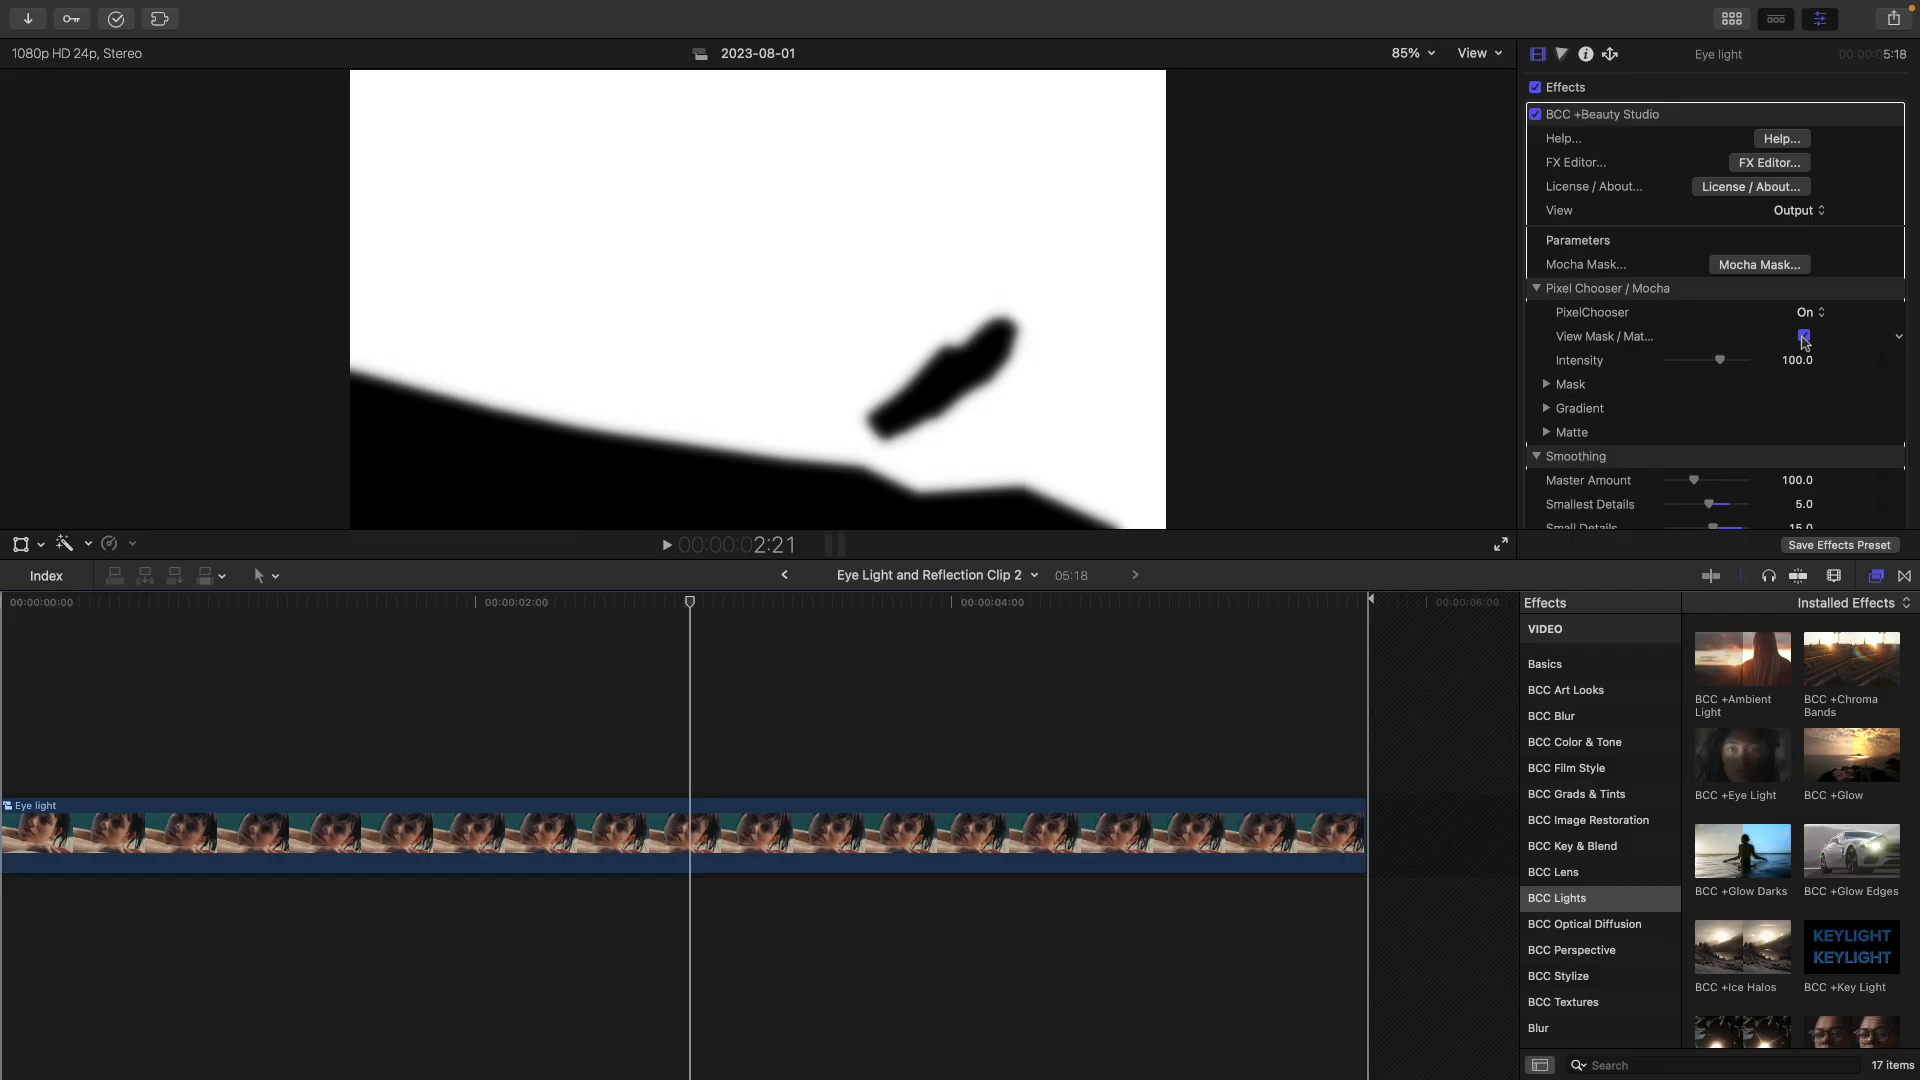 1080p HD 24p, Stereo
2023-08-01
85%
View
Eye light
00:00:05:18
Effects
BCC +Beauty Studio
Help...
Help...
FX Editor...
FX Editor...
License / About...
License / About...
View
Output
Parameters
Mocha Mask...
Mocha Mask...
Pixel Chooser / Mocha
PixelChooser
On
View Mask / Mat...
Intensity
100.0
Mask
Gradient
Matte
Smoothing
Master Amount
100.0
Smallest Details
5.0
Small Details
15.0
00:00:02:21
Save Effects Preset
Index
Eye Light and Reflection Clip 2
05:18
00:00:00:00
00:00:02:00
00:00:04:00
00:00:06:00
Eye light
Effects
Installed Effects
VIDEO
Basics
BCC Art Looks
BCC Blur
BCC Color & Tone
BCC Film Style
BCC Grads & Tints
BCC Image Restoration
BCC Key & Blend
BCC Lens
BCC Lights
BCC Optical Diffusion
BCC Perspective
BCC Stylize
BCC Textures
Blur
BCC +Ambient
Light
BCC +Chroma
Bands
BCC +Eye Light
BCC +Glow
BCC +Glow Darks
BCC +Glow Edges
KEYLIGHT
KEYLIGHT
BCC +Ice Halos
BCC +Key Light
Search
17 items